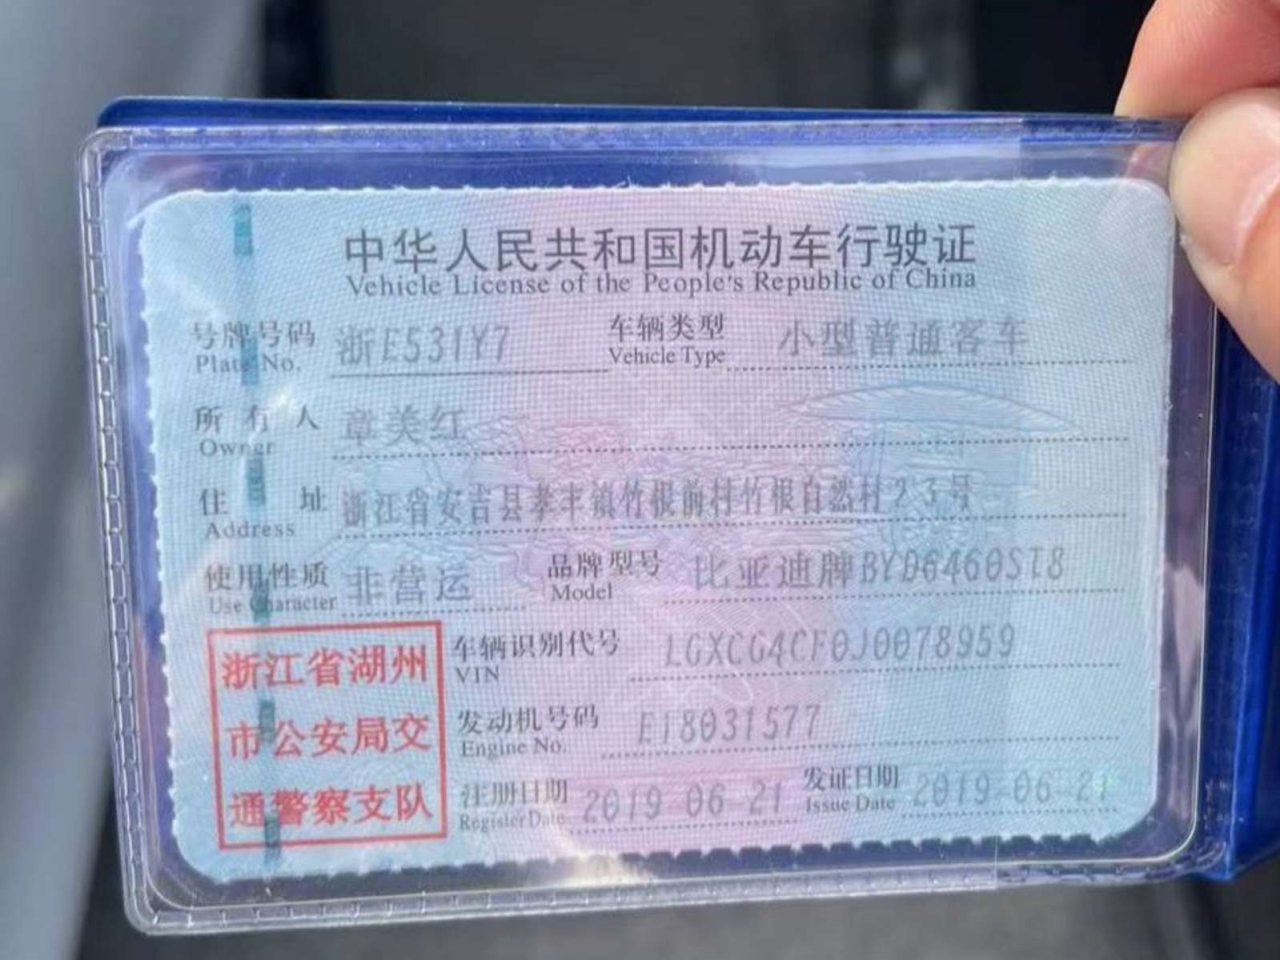 中华人民共和国机动车行驶证
Vehicle License of the People's Republic of China
号牌号码 浙E531Y7 车辆类型 小型普通客车
Plate No. Vehicle Type
所有人 章美红
Owner
住址 浙江省安吉县孝丰镇竹根前村竹根自然村23号
Address
使用性质 非营运 品牌型号 比亚迪牌BYD6460ST8
Use Character Model
浙江省湖州
市公安局交
通警察支队
车辆识别代号 LGXCG4CF0J0078959
VIN
发动机号码 E18031577
Engine No.
注册日期 2019-06-21 发证日期 2019-06-21
Register Date Issue Date